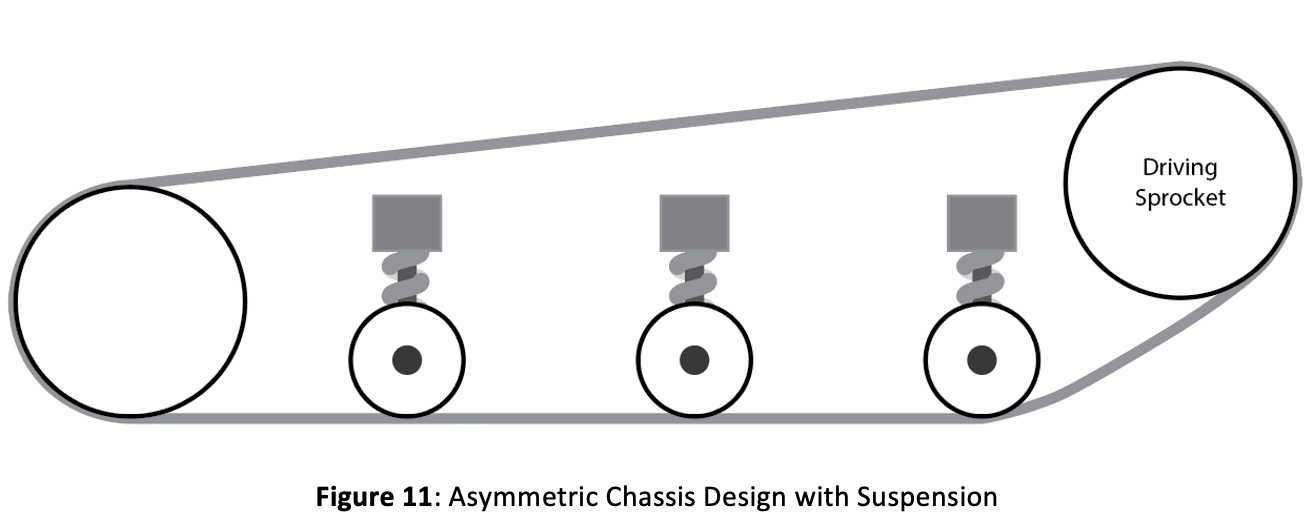 Driving
Sprocket
Figure 11: Asymmetric Chassis Design with Suspension